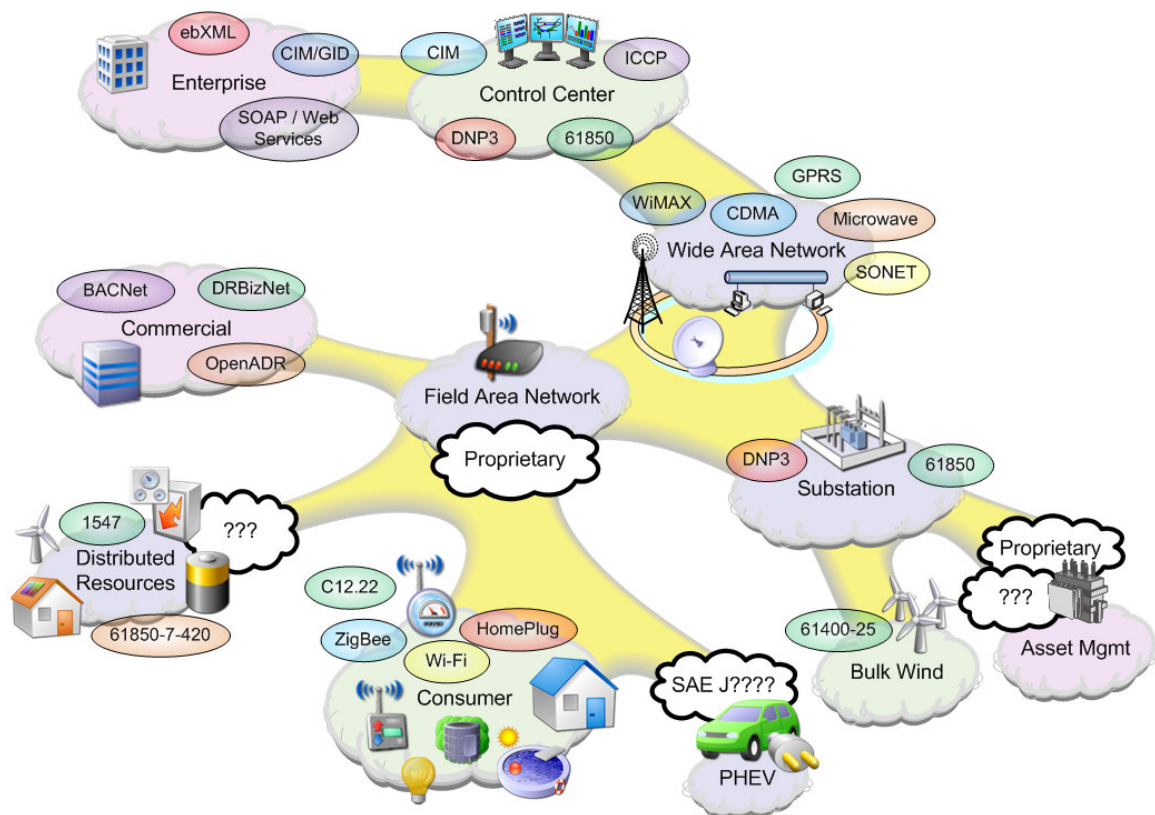 ebXML
CIM/GID
Enterprise
SOAP / Web
Services
CIM
ICCP
Control Center
DNP3
61850
GPRS
WiMAX
CDMA
Microwave
Wide Area Network
SONET
BACNet
DRBizNet
Commercial
OpenADR
Field Area Network
Proprietary
DNP3
61850
Substation
1547
???
Distributed
Resources
61850-7-420
C12.22
ZigBee
HomePlug
Wi-Fi
Consumer
SAE J????
PHEV
61400-25
Bulk Wind
Proprietary
???
Asset Mgmt